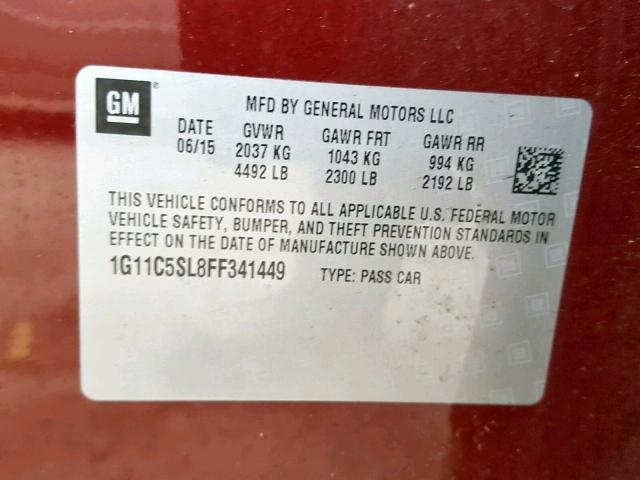 GM ®
MFD BY GENERAL MOTORS LLC
DATE GVWR GAWR FRT GAWR RR
06/15 2037 KG 1043 KG 994 KG
4492 LB 2300 LB 2192 LB
THIS VEHICLE CONFORMS TO ALL APPLICABLE U.S. FEDERAL MOTOR
VEHICLE SAFETY, BUMPER, AND THEFT PREVENTION STANDARDS IN
EFFECT ON THE DATE OF MANUFACTURE SHOWN ABOVE.
1G11C5SL8FF341449 TYPE: PASS CAR